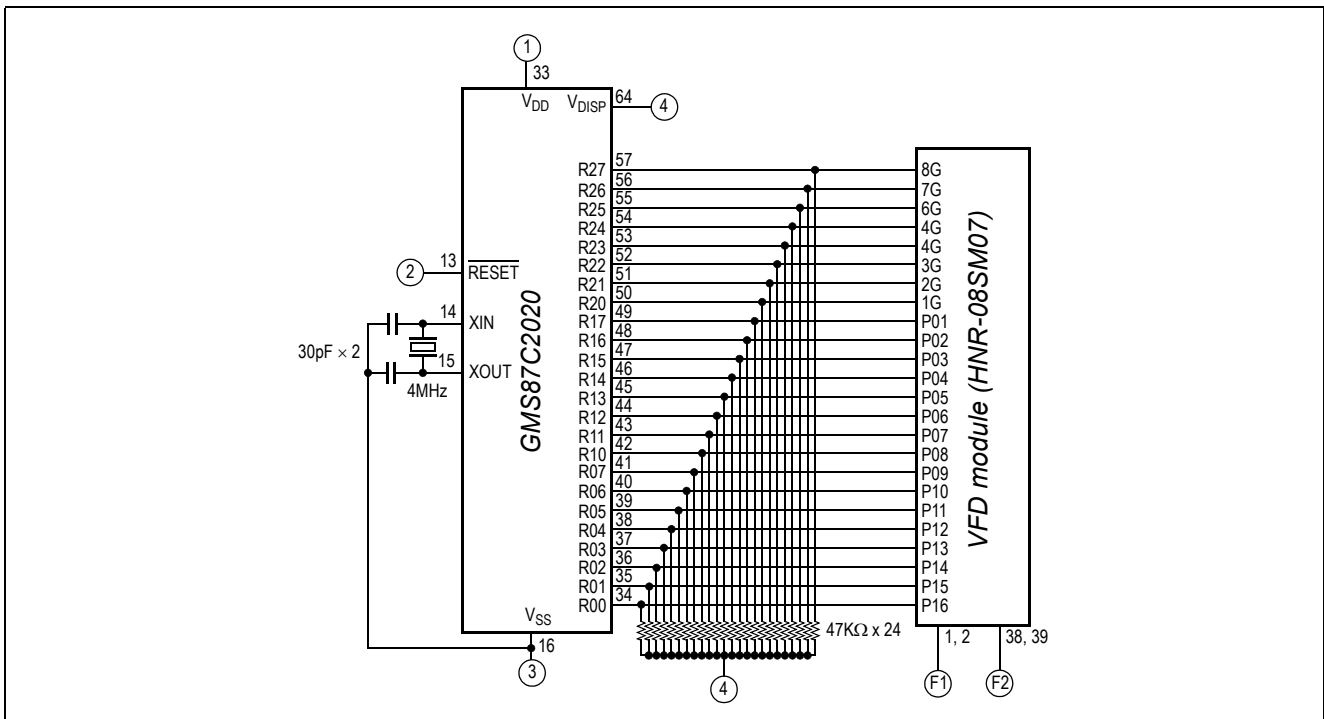 1
33
VDD
VDISP
64
4
57
R27
8G
56
R26
7G
55
R25
6G
54
R24
4G
53
R23
4G
52
R22
3G
51
R21
2G
50
R20
1G
49
R17
P01
48
R16
P02
47
R15
P03
46
R14
P04
45
R13
P05
44
R12
P06
43
R11
P07
42
R10
P08
41
R07
P09
40
R06
P10
39
R05
P11
38
R04
P12
37
R03
P13
36
R02
P14
35
R01
P15
34
R00
P16
2
13
RESET
14
XIN
30pF × 2
15
XOUT
4MHz
GMS87C2020
VFD module (HNR-08SM07)
VSS
16
3
47KΩ x 24
4
1, 2
38, 39
F1
F2